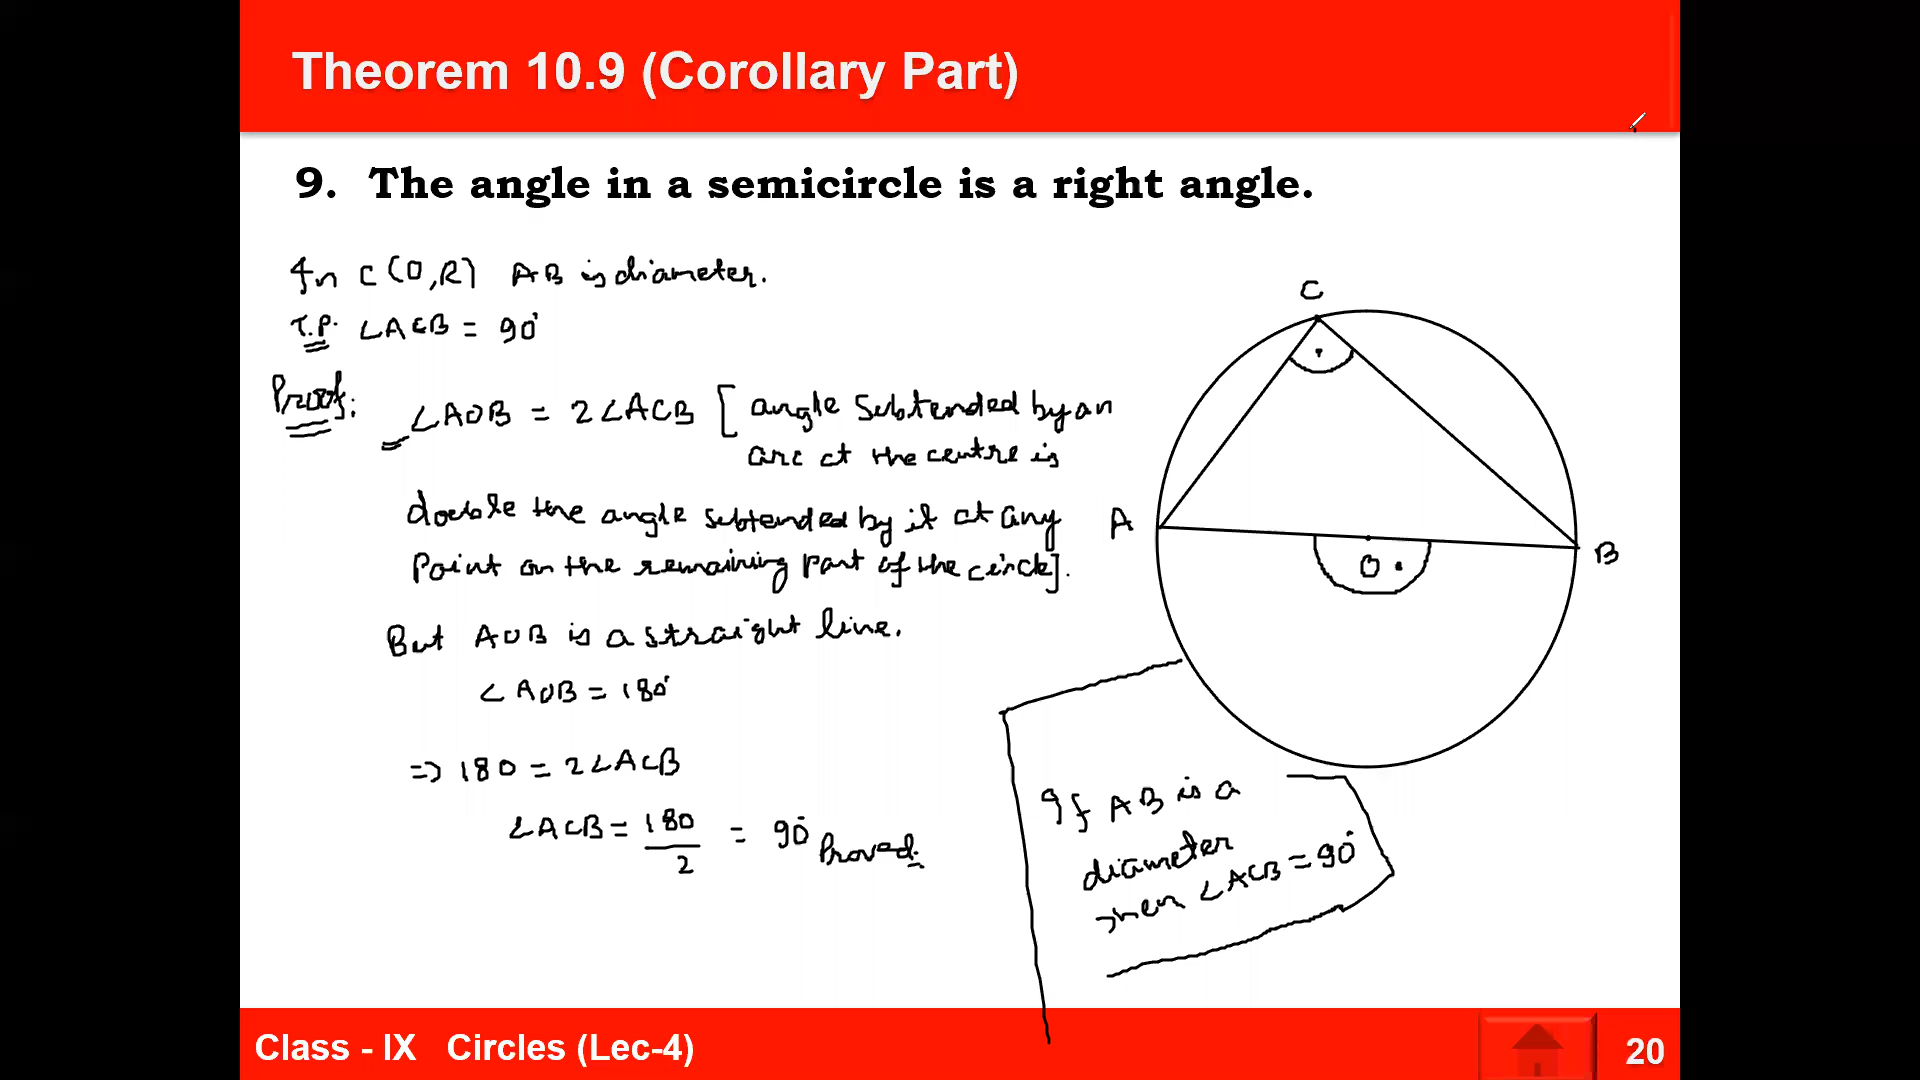 Theorem 10.9 (Corollary Part)
9. The angle in a semicircle is a right angle.
In C(O,R) AB is diameter.
T.P. ∠ACB = 90°
Proof:
∠AOB = 2∠ACB [angle subtended by an
arc at the centre is
double the angle subtended by it at any
point on the remaining part of the circle].
But AOB is a straight line.
∠AOB = 180°
=> 180 = 2∠ACB
∠ACB = 180/2 = 90° Proved.
C
A
O
B
If AB is a
diameter
then ∠ACB = 90°
Class - IX Circles (Lec-4)
20